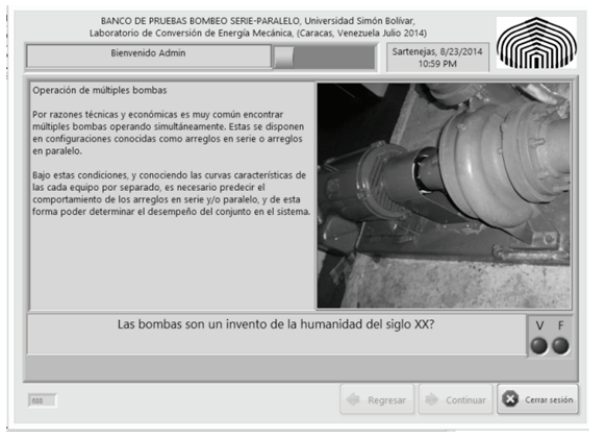 BANCO DE PRUEBAS BOMBEO SERIE-PARALELO, Universidad Simón Bolívar,
Laboratorio de Conversión de Energía Mecánica, (Caracas, Venezuela
Julio 2014)
Bienvenido Admin
Sartenejas, 8/23/2014
10:59 PM
Operación de múltiples bombas
Por razones técnicas y económicas es muy común encontrar
múltiples bombas operando simultáneamente. Estas se disponen
en configuraciones conocidas como arreglos en serie o arreglos
en paralelo.
Bajo estas condiciones, y conociendo las curvas características de
las cada equipo por separado, es necesario predecir el
comportamiento de los arreglos en serie y/o paralelo, y de esta
forma poder determinar el desempeño del conjunto en el sistema.
Las bombas son un invento de la humanidad del siglo XX?
V F
Regresar
Continuar
Cerrar sesión